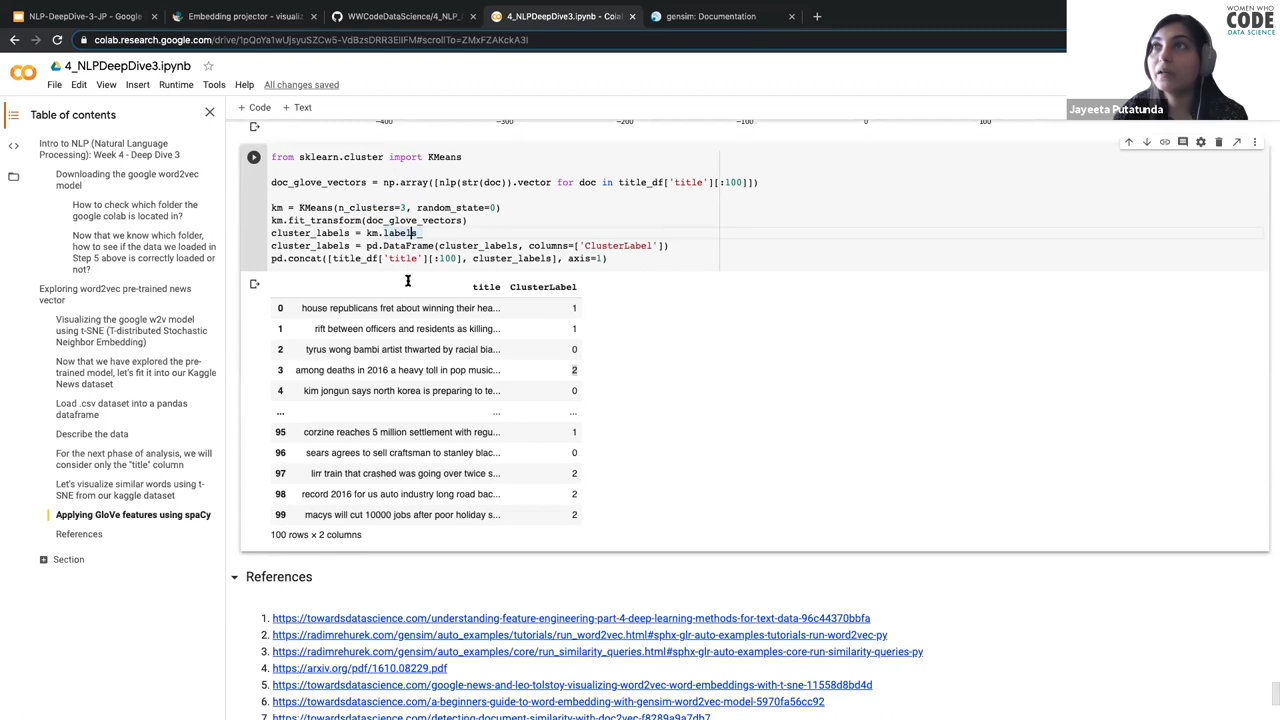 NLP-DeepDive-3-JP - Google
Embedding projector - visualiz
WWCodeDataScience/4_NLP_
4_NLPDeepDive3.ipynb - Colab
gensim: Documentation
colab.research.google.com/drive/1pQoYa1wUjsyuSZCw5-VdBzsDRR3ElIFM#scrollTo=ZMxFZAKckA3I
WOMEN WHO
CODE
DATA SCIENCE
Jayeeta Putatunda
4_NLPDeepDive3.ipynb
File Edit View Insert Runtime Tools Help All changes saved
Table of contents
Intro to NLP (Natural Language
Processing): Week 4 - Deep Dive 3
Downloading the google word2vec
model
How to check which folder
the google colab is located in?
Now that we know which folder,
how to see if the data we loaded in
Step 5 above is correctly loaded or
not?
Exploring word2vec pre-trained news
vector
Visualizing the google w2v model
using t-SNE (T-distributed Stochastic
Neighbor Embedding)
Now that we have explored the pre-
trained model, let's fit it into our Kaggle
News dataset
Load .csv dataset into a pandas
dataframe
Describe the data
For the next phase of analysis, we will
consider only the "title" column
Let's visualize similar words using t-
SNE from our kaggle dataset
Applying GloVe features using spaCy
References
Section
+ Code + Text
−400 −300 −200 −100 0 100
from sklearn.cluster import KMeans
doc_glove_vectors = np.array([nlp(str(doc)).vector for doc in title_df['title'][:100]])
km = KMeans(n_clusters=3, random_state=0)
km.fit_transform(doc_glove_vectors)
cluster_labels = km.labels_
cluster_labels = pd.DataFrame(cluster_labels, columns=['ClusterLabel'])
pd.concat([title_df['title'][:100], cluster_labels], axis=1)
title ClusterLabel
0 house republicans fret about winning their hea... 1
1 rift between officers and residents as killing... 1
2 tyrus wong bambi artist thwarted by racial bia... 0
3 among deaths in 2016 a heavy toll in pop music... 2
4 kim jongun says north korea is preparing to te... 0
... ... ...
95 corzine reaches 5 million settlement with regu... 1
96 sears agrees to sell craftsman to stanley blac... 0
97 lirr train that crashed was going over twice s... 2
98 record 2016 for us auto industry long road bac... 2
99 macys will cut 10000 jobs after poor holiday s... 2
100 rows × 2 columns
References
1. https://towardsdatascience.com/understanding-feature-engineering-part-4-deep-learning-methods-for-text-data-96c44370bbfa
2. https://radimrehurek.com/gensim/auto_examples/tutorials/run_word2vec.html#sphx-glr-auto-examples-tutorials-run-word2vec-py
3. https://radimrehurek.com/gensim/auto_examples/core/run_similarity_queries.html#sphx-glr-auto-examples-core-run-similarity-queries-py
4. https://arxiv.org/pdf/1610.08229.pdf
5. https://towardsdatascience.com/google-news-and-leo-tolstoy-visualizing-word2vec-word-embeddings-with-t-sne-11558d8bd4d
6. https://towardsdatascience.com/a-beginners-guide-to-word-embedding-with-gensim-word2vec-model-5970fa56cc92
7. https://towardsdatascience.com/detecting-document-similarity-with-doc2vec-f8289a9a7db7